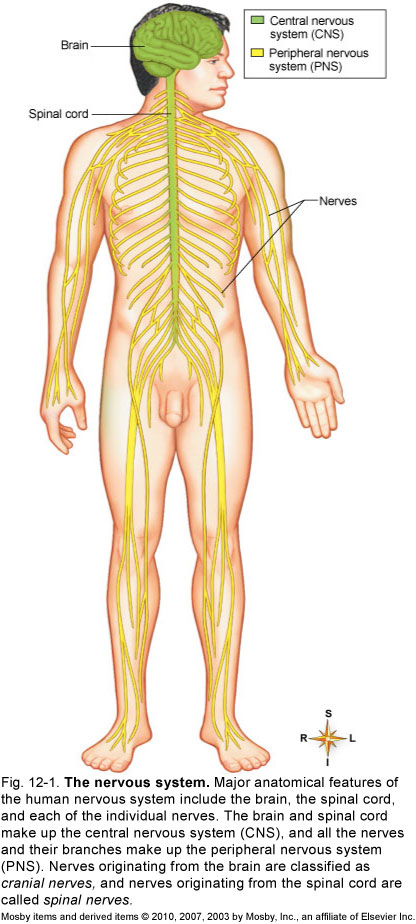 Central nervous
system (CNS)
Peripheral nervous
system (PNS)
Brain
Spinal cord
Nerves
S
R L
I
Fig. 12-1. The nervous system. Major anatomical features of
the human nervous system include the brain, the spinal cord,
and each of the individual nerves. The brain and spinal cord
make up the central nervous system (CNS), and all the nerves
and their branches make up the peripheral nervous system
(PNS). Nerves originating from the brain are classified as
cranial nerves, and nerves originating from the spinal cord are
called spinal nerves.
Mosby items and derived items © 2010, 2007, 2003 by Mosby, Inc., an affiliate of Elsevier Inc.